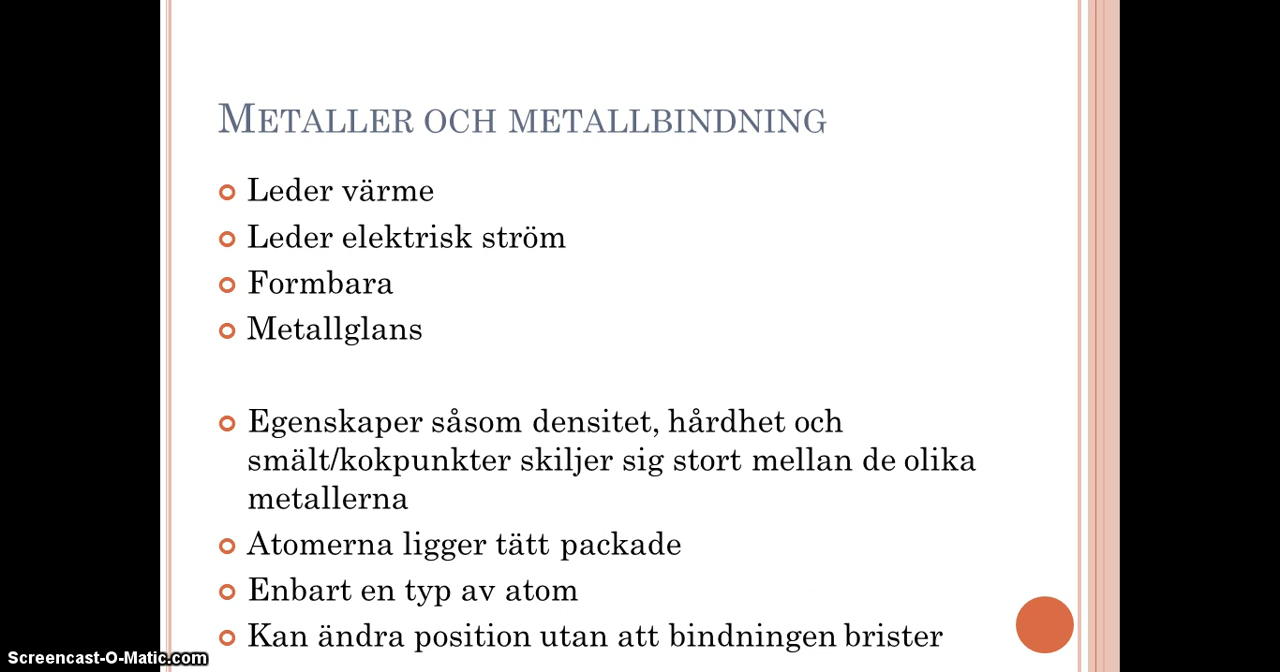 METALLER OCH METALLBINDNING
Leder värme
Leder elektrisk ström
Formbara
Metallglans
Egenskaper såsom densitet, hårdhet och
smält/kokpunkter skiljer sig stort mellan de olika
metallerna
Atomerna ligger tätt packade
Enbart en typ av atom
Kan ändra position utan att bindningen brister
Screencast-O-Matic.com